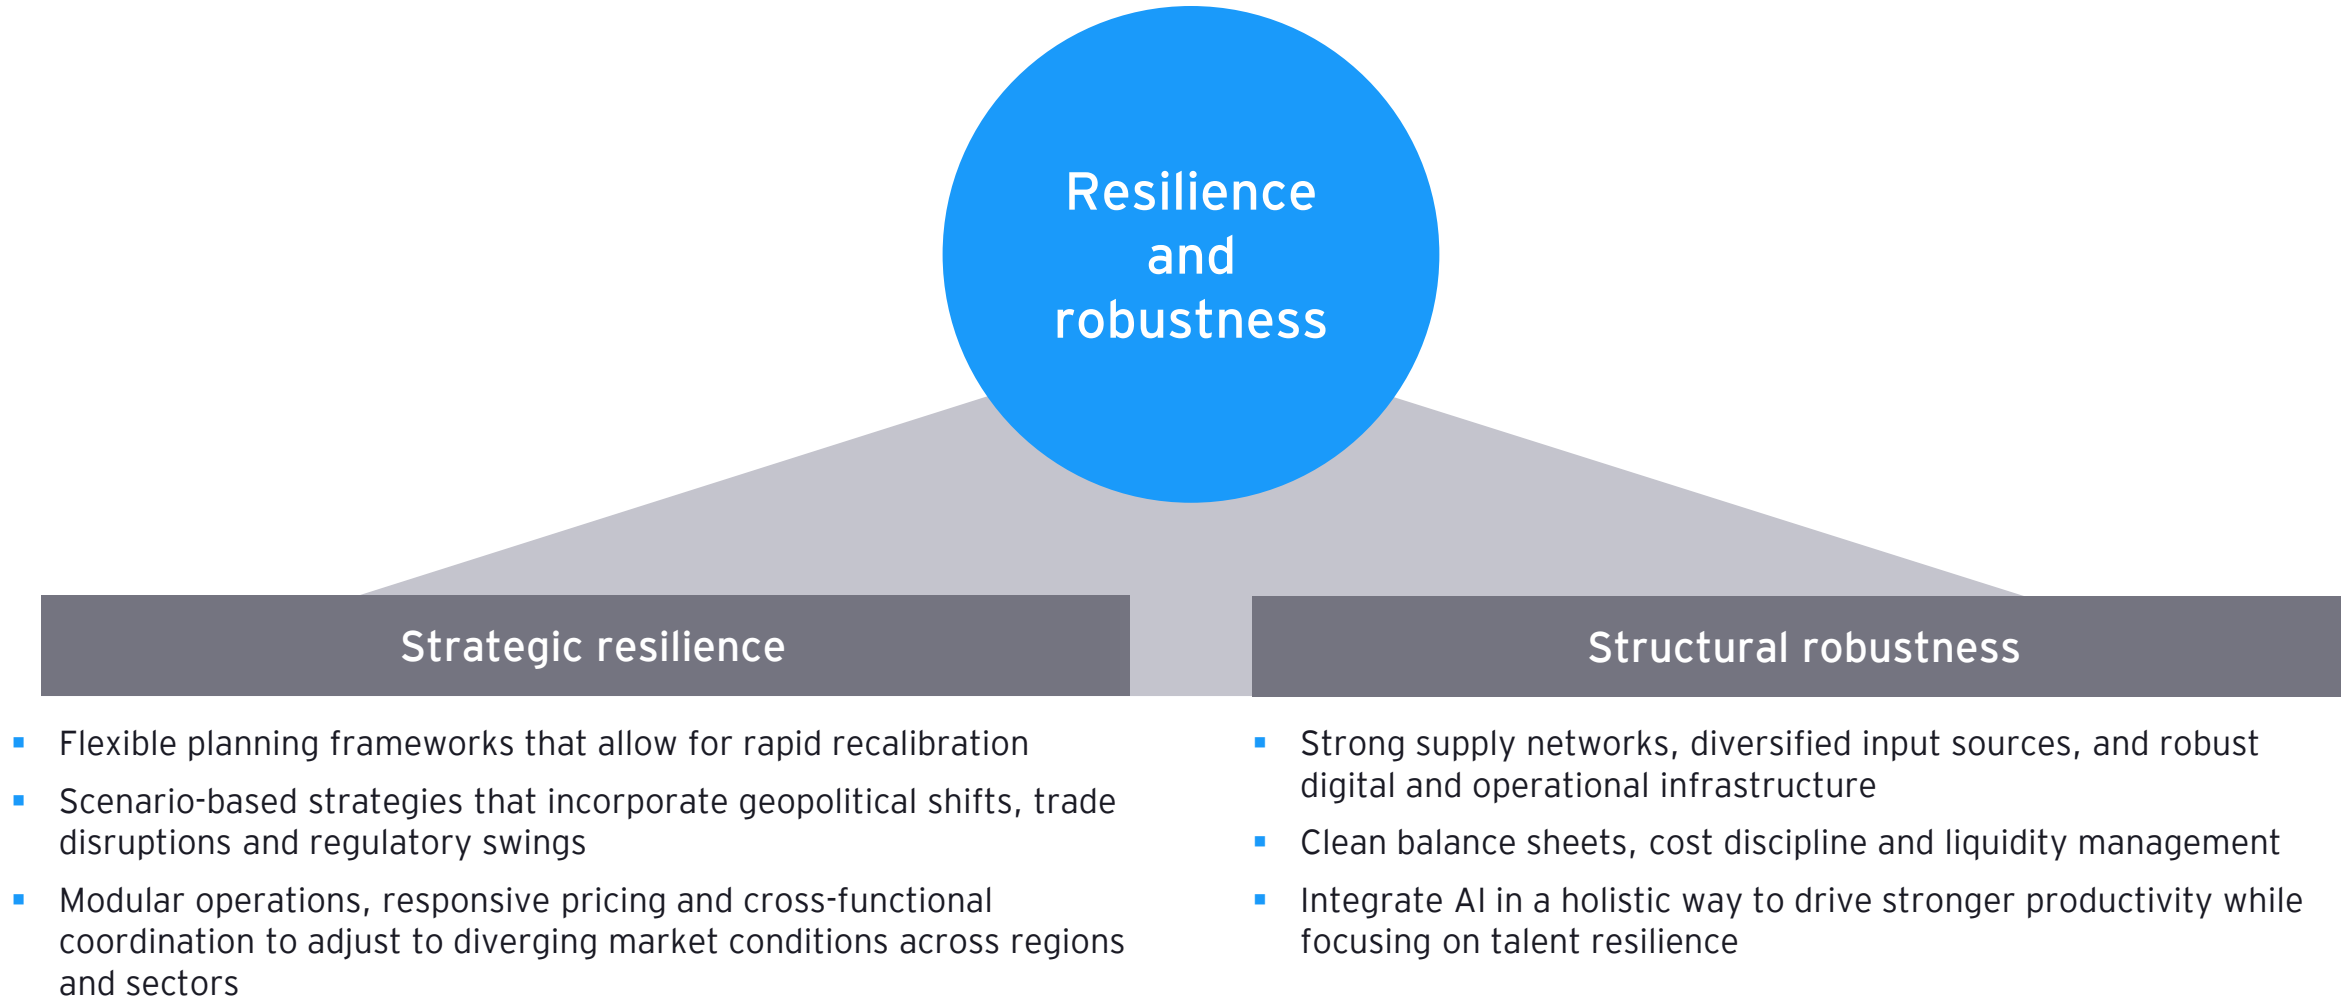 Resilience
and
robustness
Strategic resilience
▪ Flexible planning frameworks that allow for rapid recalibration
▪ Scenario-based strategies that incorporate geopolitical shifts, trade
disruptions and regulatory swings
▪ Modular operations, responsive pricing and cross-functional
coordination to adjust to diverging market conditions across regions
and sectors
Structural robustness
▪ Strong supply networks, diversified input sources, and robust
digital and operational infrastructure
▪ Clean balance sheets, cost discipline and liquidity management
▪ Integrate AI in a holistic way to drive stronger productivity while
focusing on talent resilience